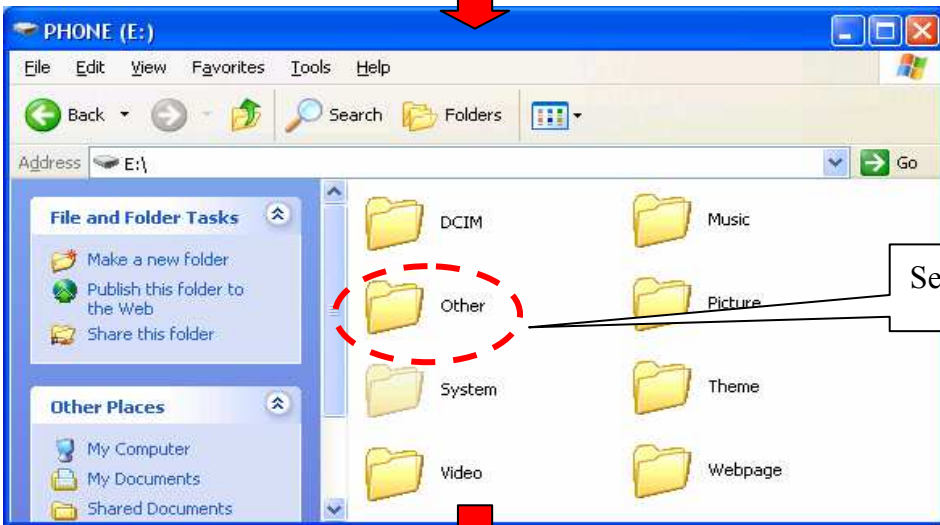 PHONE (E:)
File Edit View Favorites Tools Help
Back Search Folders
Address E:\ Go
File and Folder Tasks
Make a new folder
Publish this folder to
the Web
Share this folder
Other Places
My Computer
My Documents
Shared Documents
DCIM Music
Other Picture
System Theme
Video Webpage